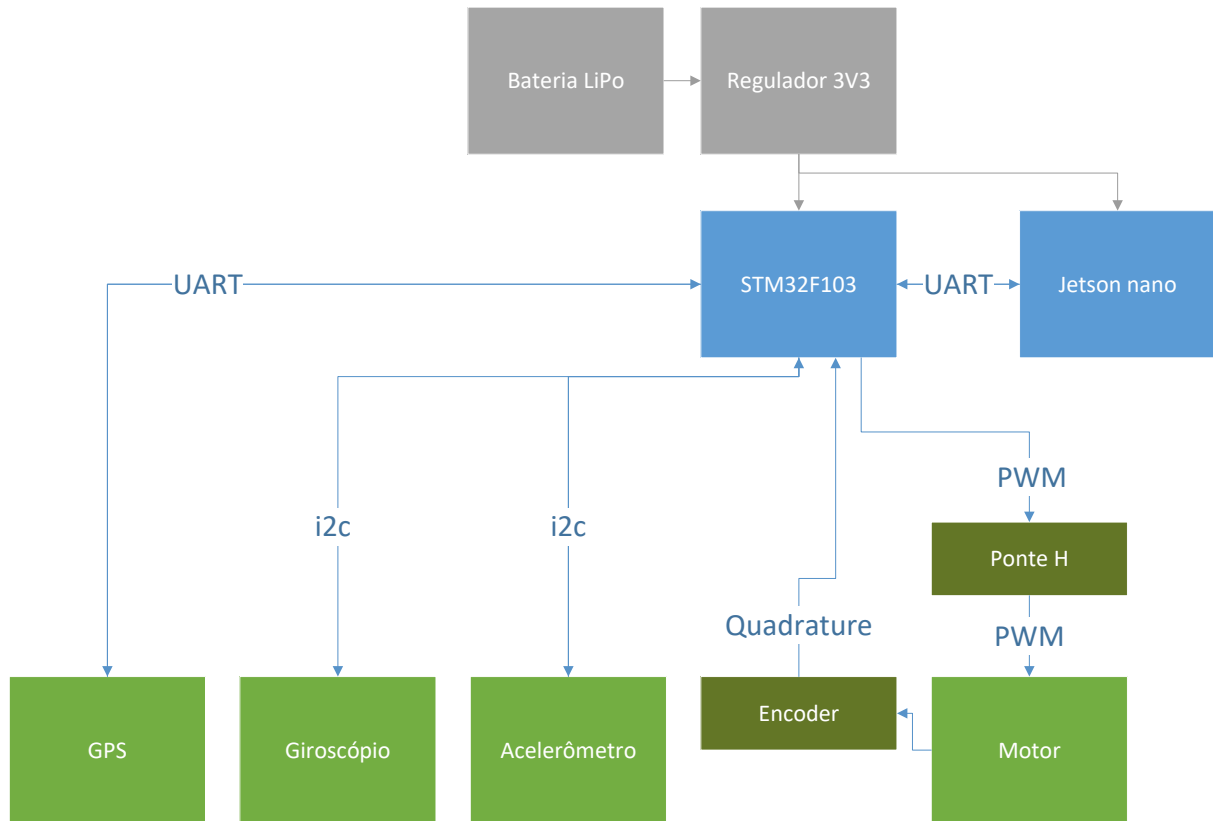 Bateria LiPo
Regulador 3V3
STM32F103
Jetson nano
UART
UART
PWM
i2c
i2c
Ponte H
Quadrature
PWM
GPS
Giroscópio
Acelerômetro
Encoder
Motor